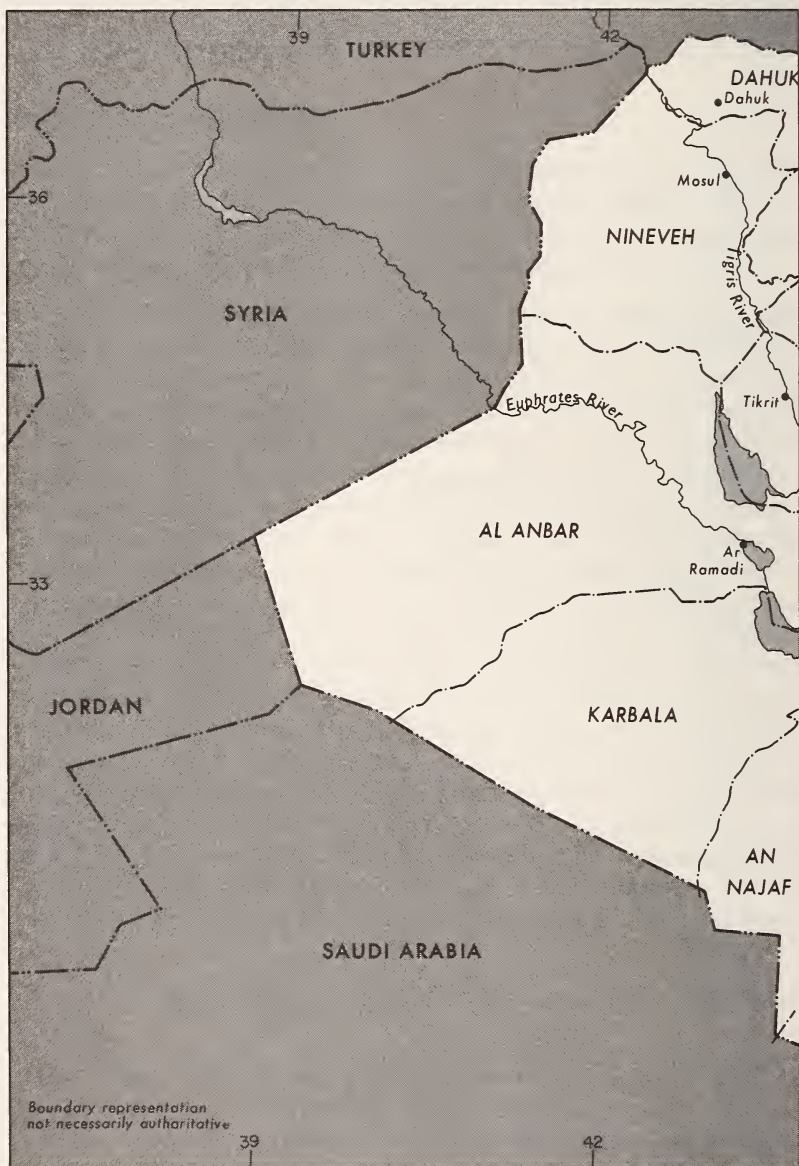 39
42
TURKEY
DAHUK
Dahuk
Mosul
36
NINEVEH
Tigris River
SYRIA
Euphrates River
Tikrit
AL ANBAR
Ar
Ramadi
33
JORDAN
KARBALA
AN
NAJAF
SAUDI ARABIA
Boundary representation
not necessarily autharitative
39
42